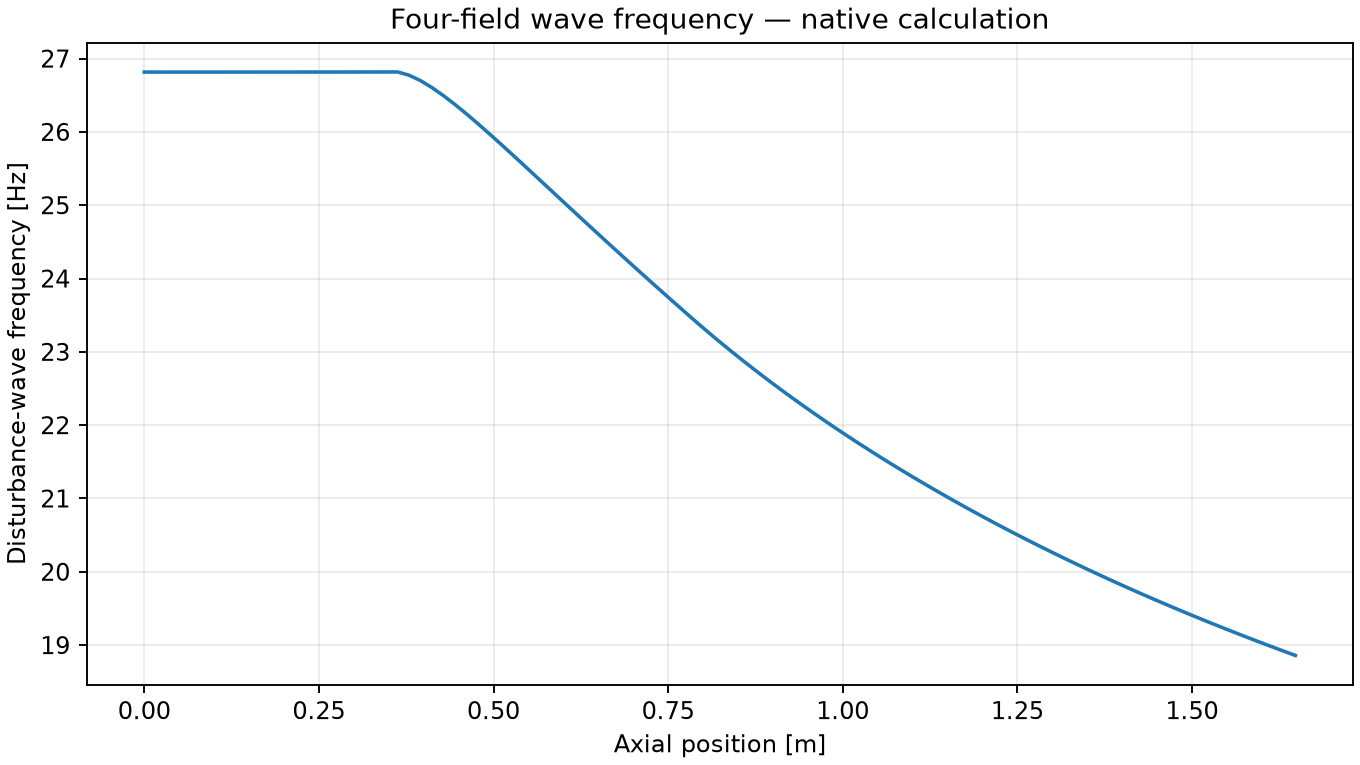 Four-field wave frequency — native calculation
Disturbance-wave frequency [Hz]
27
26
25
24
23
22
21
20
19
0.00 0.25 0.50 0.75 1.00 1.25 1.50
Axial position [m]